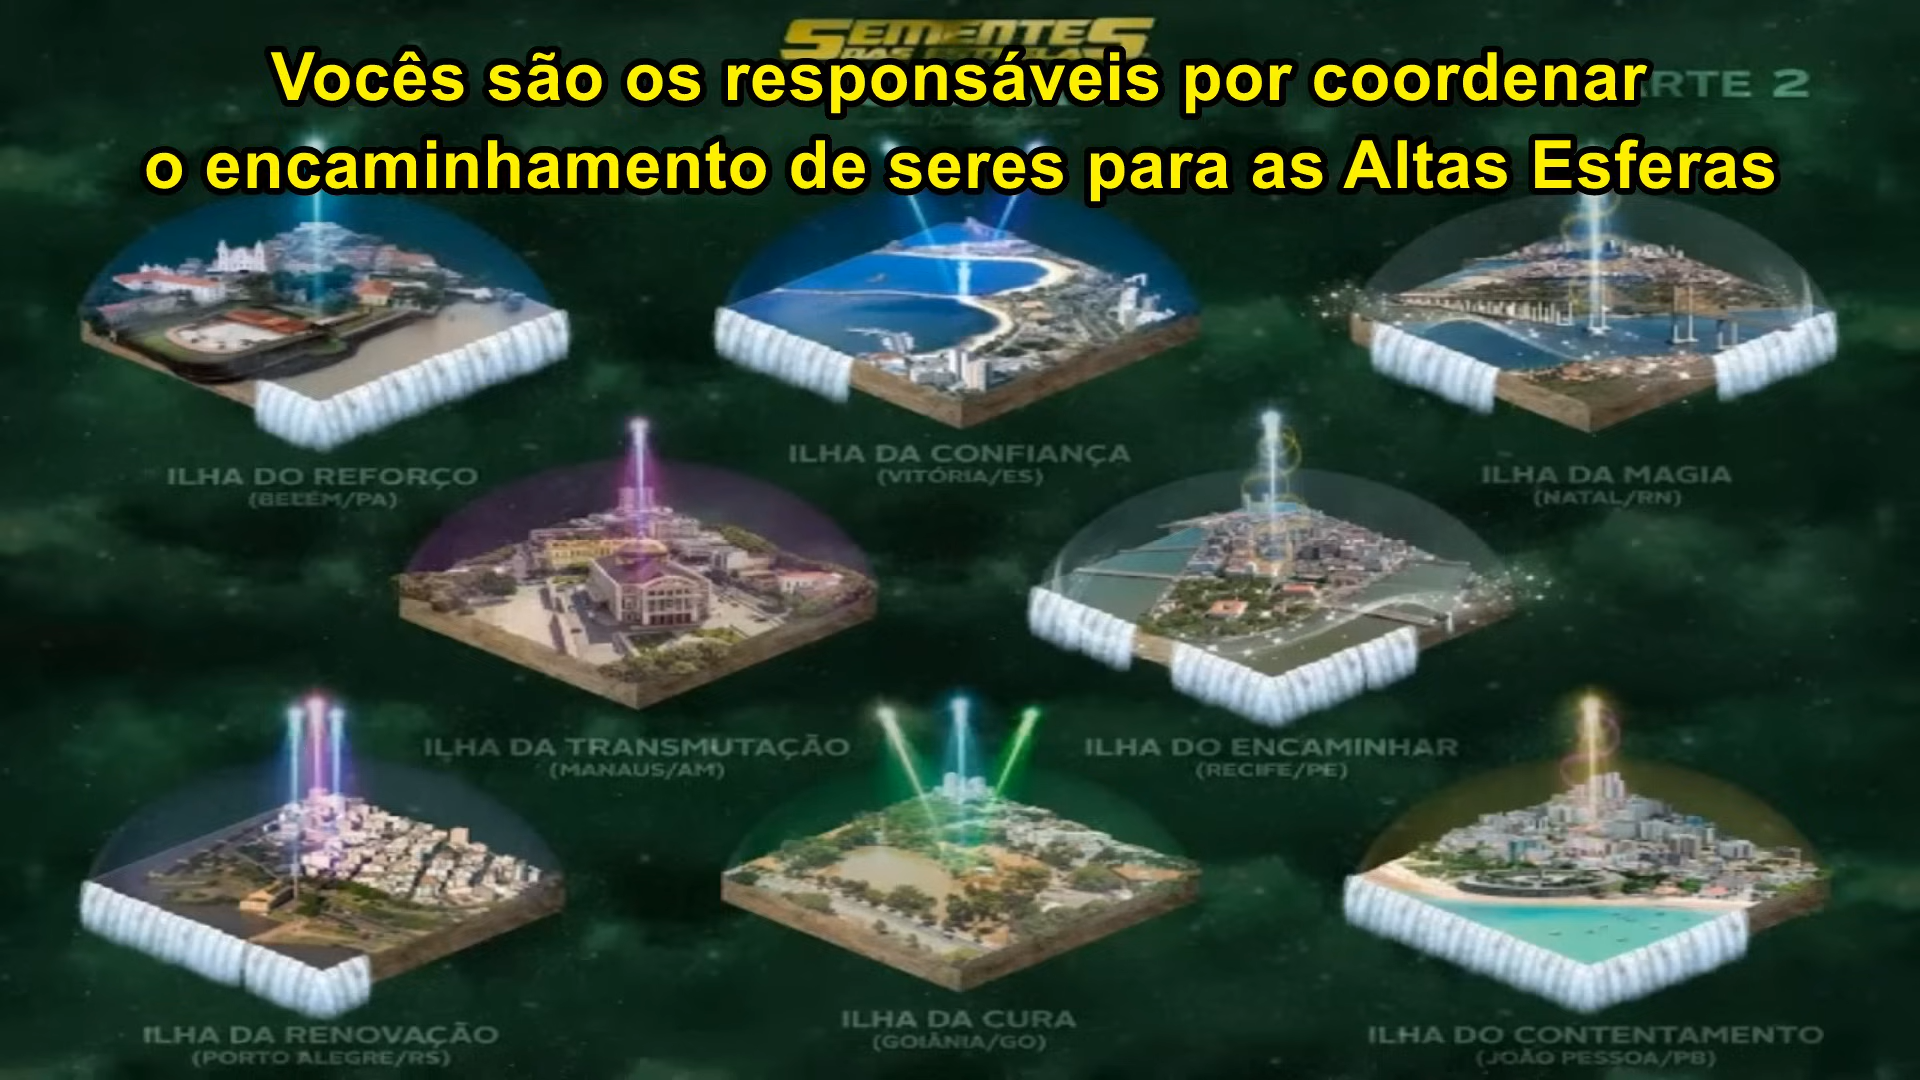 SEMENTES
DAS ESTRELAS
Vocês são os responsáveis por coordenar
RTE 2
o encaminhamento de seres para as Altas Esferas
ILHA DO REFORÇO
(BELÉM/PA)
ILHA DA CONFIANÇA
(VITÓRIA/ES)
ILHA DA MAGIA
(NATAL/RN)
ILHA DA TRANSMUTAÇÃO
(MANAUS/AM)
ILHA DO ENCAMINHAR
(RECIFE/PE)
ILHA DA RENOVAÇÃO
(PORTO ALEGRE/RS)
ILHA DA CURA
(GOIÂNIA/GO)
ILHA DO CONTENTAMENTO
(JOÃO PESSOA/PB)